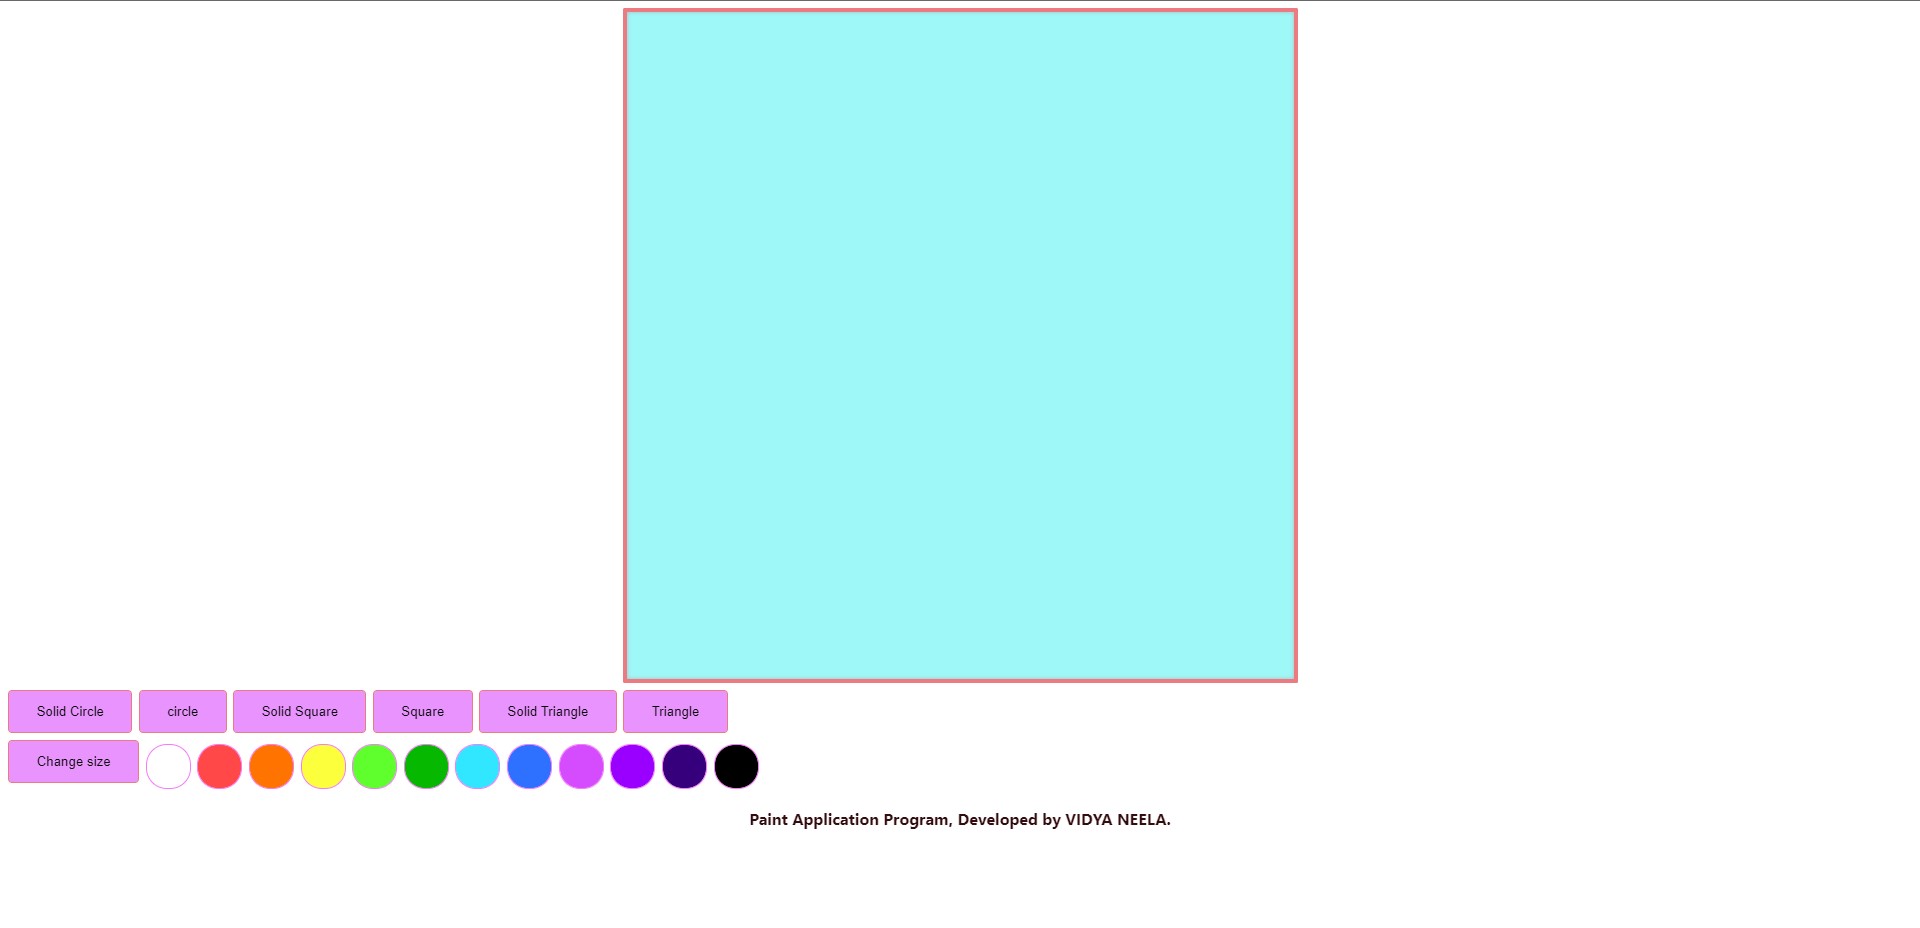 Solid Circle circle Solid Square Square Solid Triangle Triangle
Change size
Paint Application Program, Developed by VIDYA NEELA.